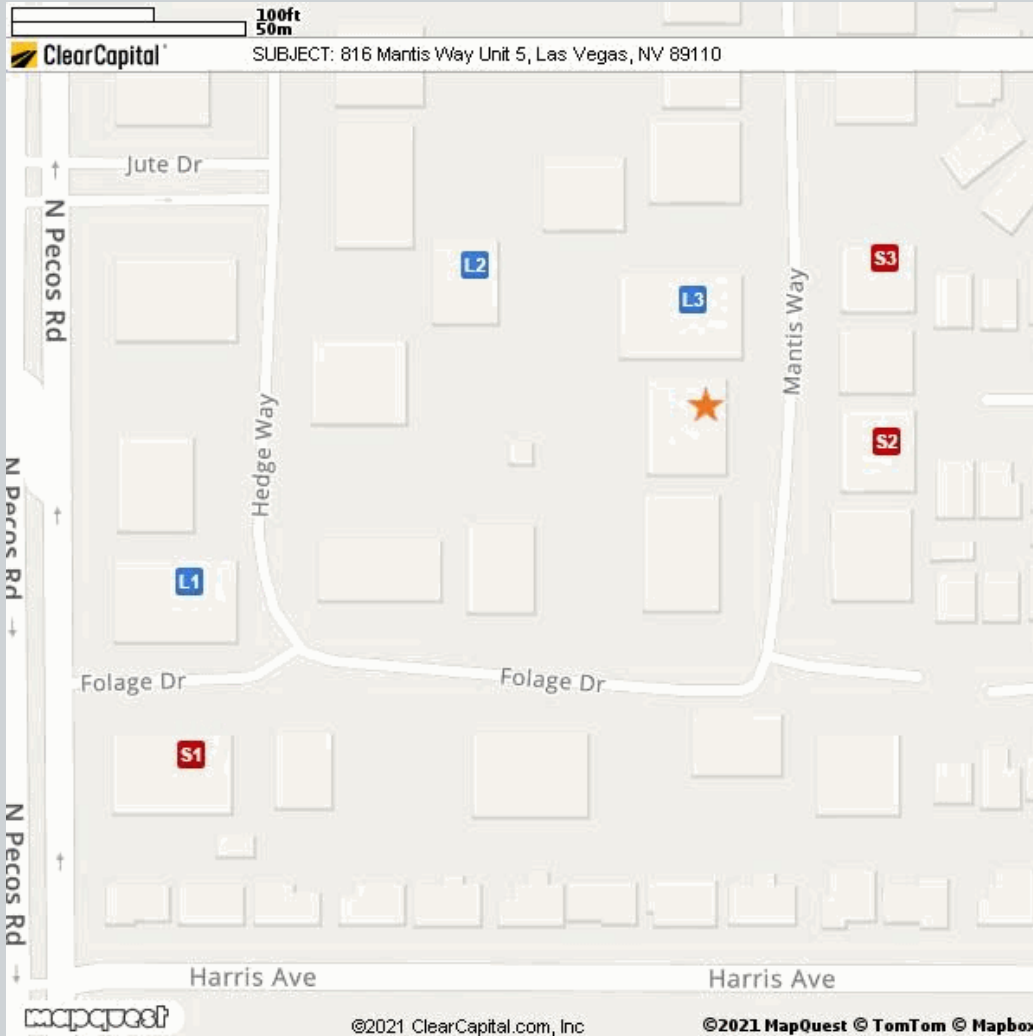 100ft
50m
ClearCapital
SUBJECT: 816 Mantis Way Unit 5, Las Vegas, NV 89110
Jute Dr
N Pecos Rd
S3
L2
L3
Mantis Way
Hedge Way
S2
N Pecos Rd
L1
Folage Dr
Folage Dr
S1
N Pecos Rd
Harris Ave
Harris Ave
mapquest
©2021 ClearCapital.com, Inc
©2021 MapQuest © TomTom © Mapbox